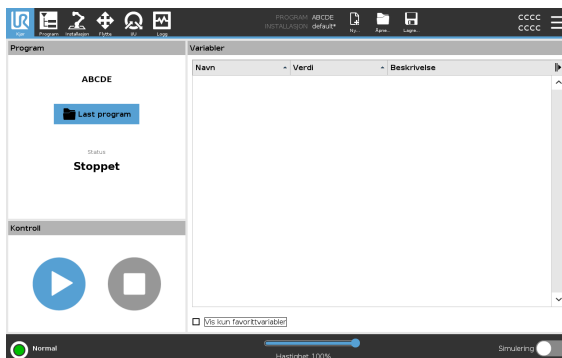 UR
Kjør Program Installasjon Flytte I/U Logg
PROGRAM ABCDE
INSTALLASJON default*
Ny... Åpne... Lagre...
CCCC
CCCC
Program
ABCDE
Last program
Status
Stoppet
Kontroll
Variabler
Navn Verdi Beskrivelse
Vis kun favorittvariabler
Normal
Hastighet 100%
Simulering